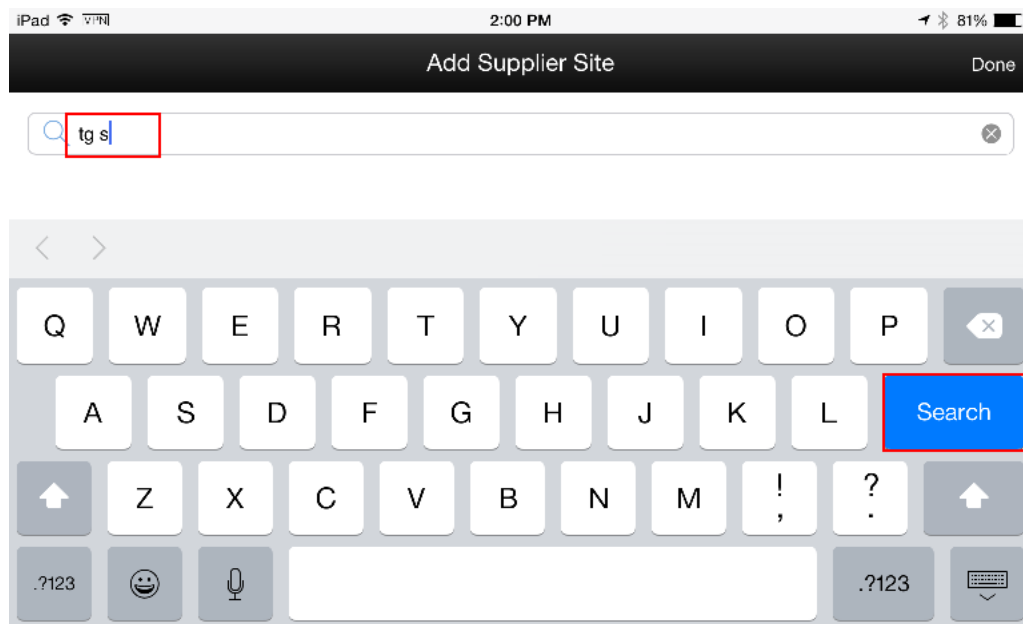 iPad VPN 2:00 PM 81%
Add Supplier Site Done
tg s
Q W E R T Y U I O P
A S D F G H J K L Search
Z X C V B N M ! , ? .
.?123 .?123